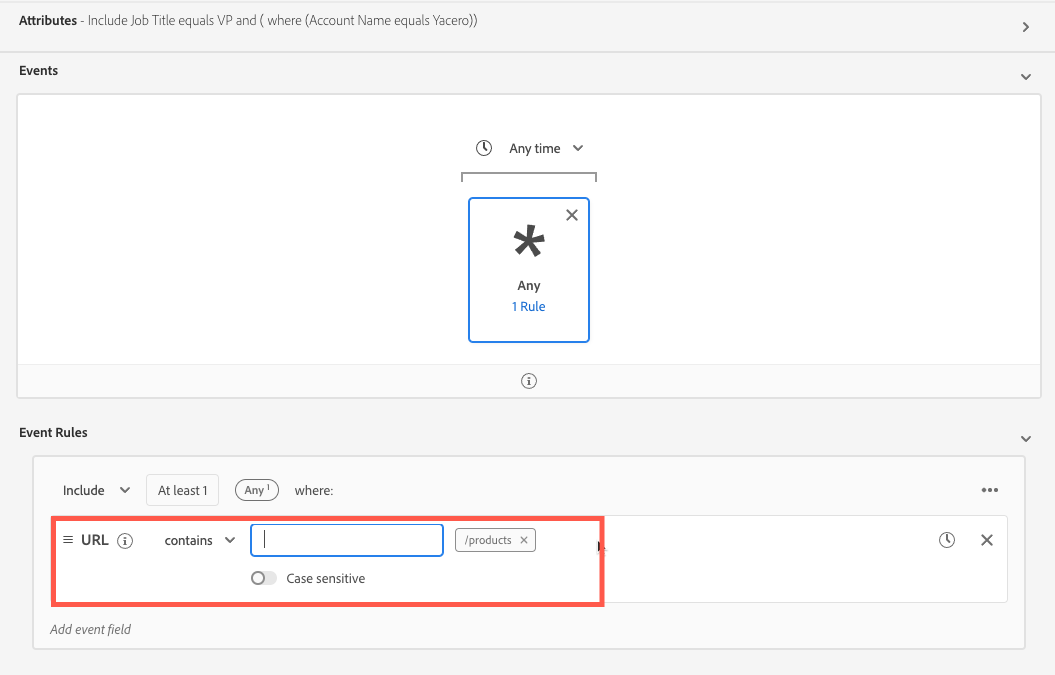 Attributes - Include Job Title equals VP and ( where (Account Name equals Yacero))
Events
Any time
*
Any
1 Rule
Event Rules
Include At least 1 Any 1 where:
URL contains /products
Case sensitive
Add event field